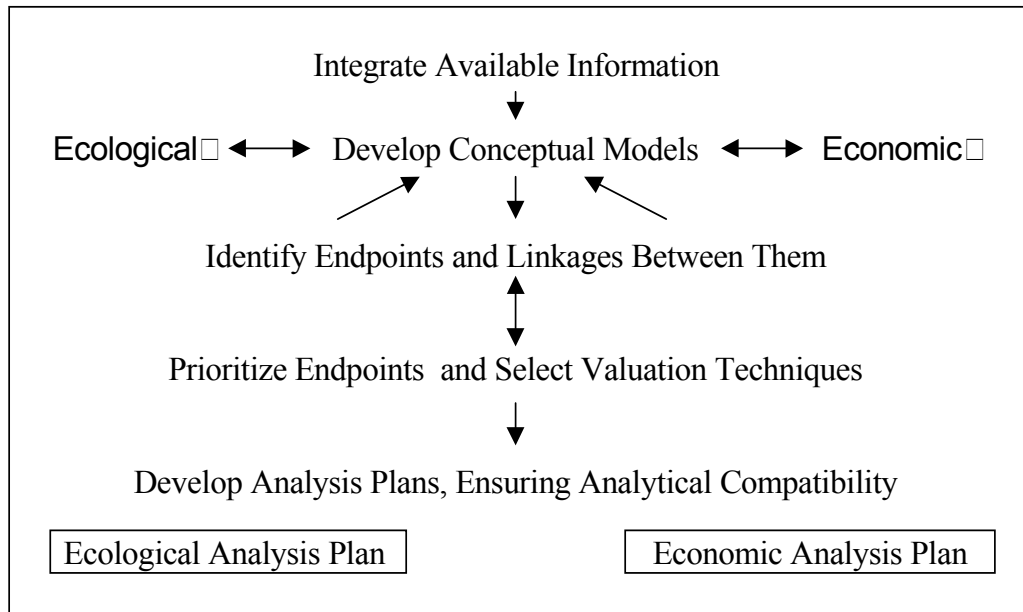 Integrate Available Information
Ecological□ Develop Conceptual Models Economic□
Identify Endpoints and Linkages Between Them
Prioritize Endpoints and Select Valuation Techniques
Develop Analysis Plans, Ensuring Analytical Compatibility
Ecological Analysis Plan Economic Analysis Plan